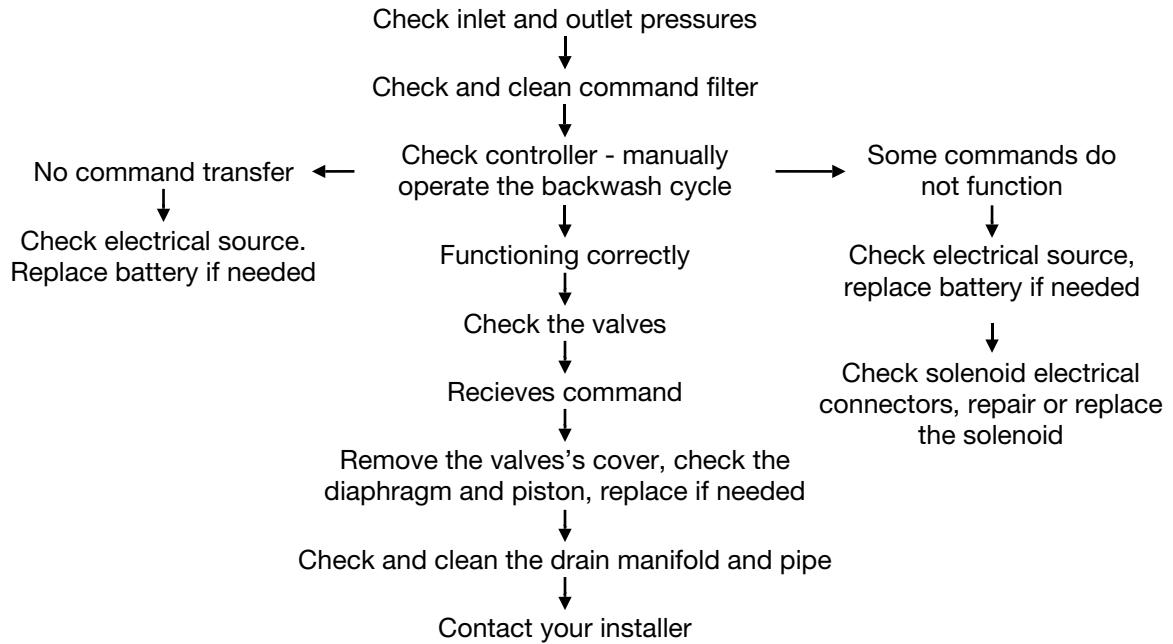 Check inlet and outlet pressures
Check and clean command filter
No command transfer
Check controller - manually
operate the backwash cycle
Some commands do
not function
Check electrical source.
Replace battery if needed
Functioning correctly
Check electrical source,
replace battery if needed
Check the valves
Recieves command
Check solenoid electrical
connectors, repair or replace
the solenoid
Remove the valves's cover, check the
diaphragm and piston, replace if needed
Check and clean the drain manifold and pipe
Contact your installer